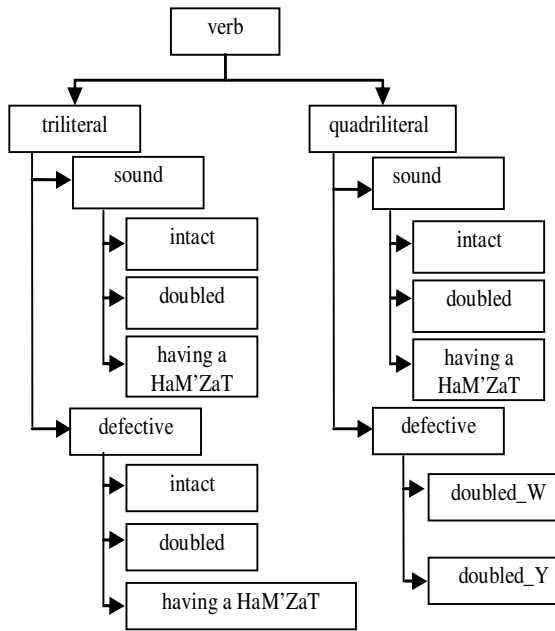 verb
triliteral
sound
intact
doubled
having a
HaM’ZaT
defective
intact
doubled
having a HaM’ZaT
quadriliteral
sound
intact
doubled
having a
HaM’ZaT
defective
doubled_W
doubled_Y